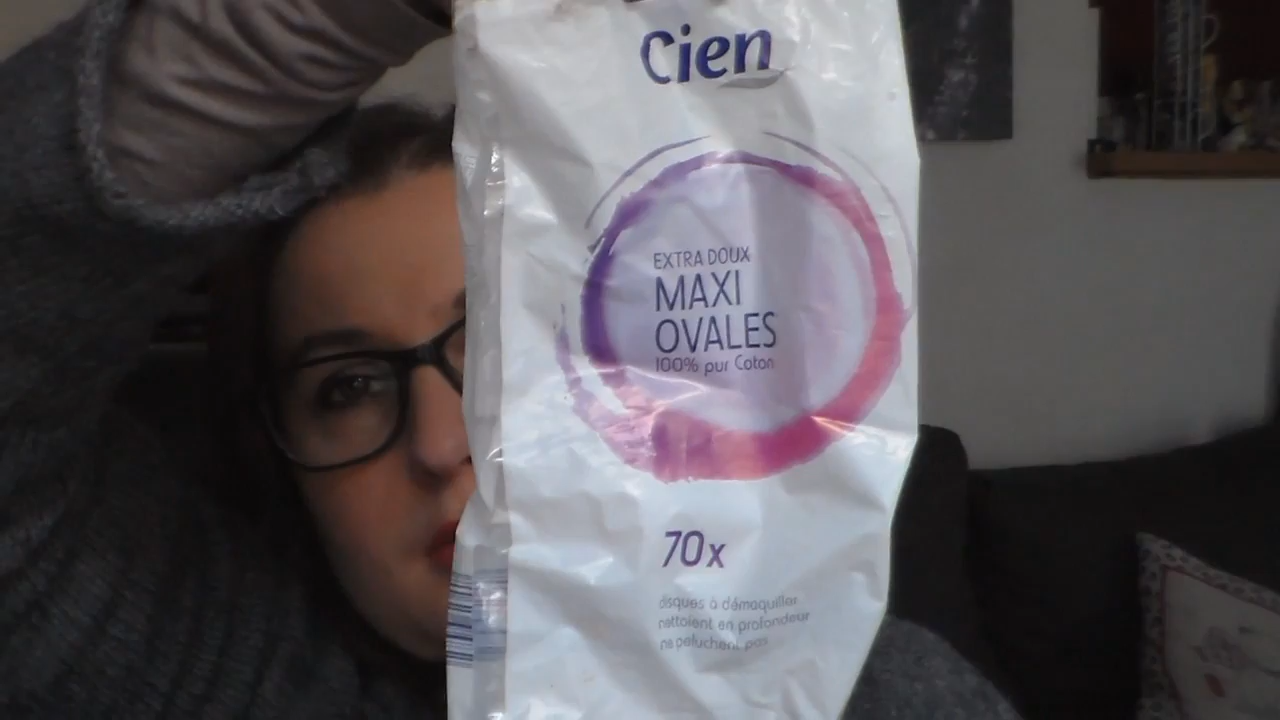 Cien
EXTRA DOUX
MAXI
OVALES
100% pur Coton
70x
disques à démaquiller
nettoient en profondeur
ne peluchent pas